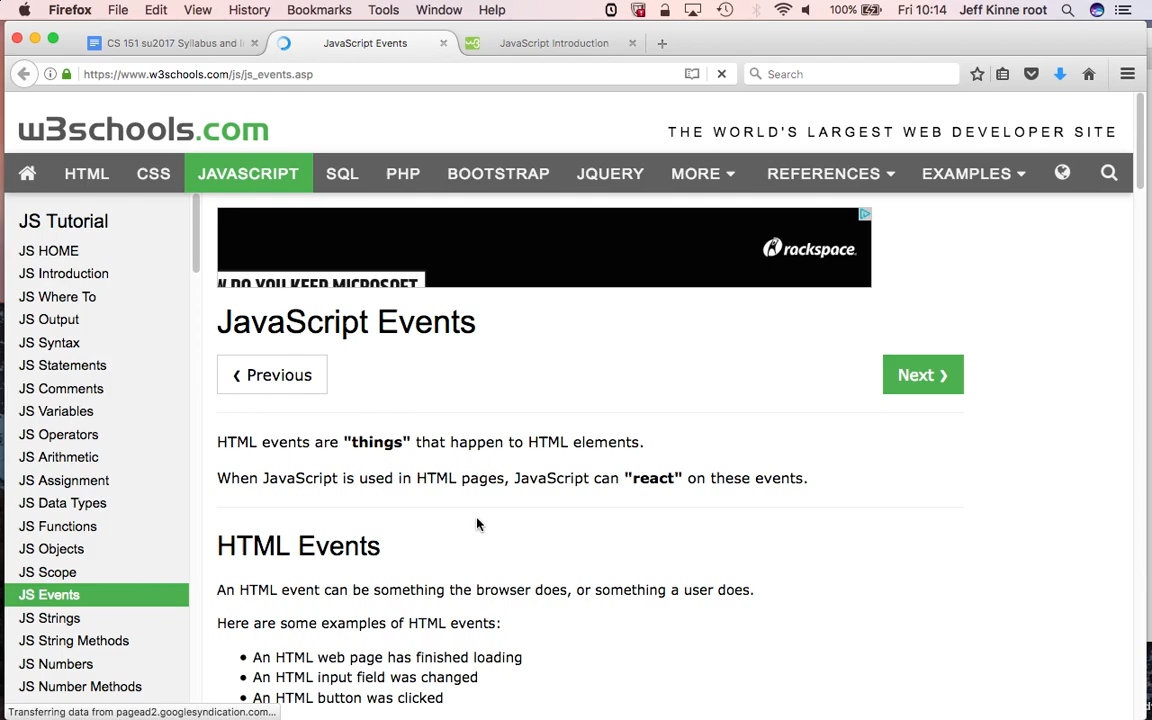 Firefox File Edit View History Bookmarks Tools Window Help 100% Fri 10:14 Jeff Kinne root
CS 151 su2017 Syllabus and I JavaScript Events JavaScript Introduction
https://www.w3schools.com/js/js_events.asp Search
w3schools.com THE WORLD'S LARGEST WEB DEVELOPER SITE
HTML CSS JAVASCRIPT SQL PHP BOOTSTRAP JQUERY MORE REFERENCES EXAMPLES
JS Tutorial
JS HOME
JS Introduction
JS Where To
JS Output
JS Syntax
JS Statements
JS Comments
JS Variables
JS Operators
JS Arithmetic
JS Assignment
JS Data Types
JS Functions
JS Objects
JS Scope
JS Events
JS Strings
JS String Methods
JS Numbers
JS Number Methods
rackspace.
W DO YOU KEEP MICROSOFT
JavaScript Events
❮ Previous
Next ❯
HTML events are "things" that happen to HTML elements.
When JavaScript is used in HTML pages, JavaScript can "react" on these events.
HTML Events
An HTML event can be something the browser does, or something a user does.
Here are some examples of HTML events:
• An HTML web page has finished loading
• An HTML input field was changed
• An HTML button was clicked
Transferring data from pagead2.googlesyndication.com...